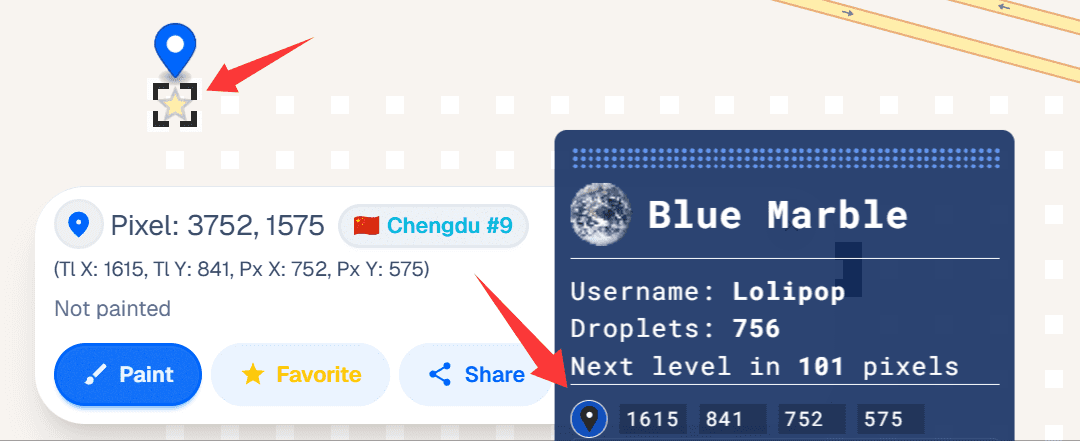 Pixel: 3752, 1575
Chengdu #9
(Tl X: 1615, Tl Y: 841, Px X: 752, Px Y: 575)
Not painted
Paint
Favorite
Share
Blue Marble
Username: Lolipop
Droplets: 756
Next level in 101 pixels
1615 841 752 575